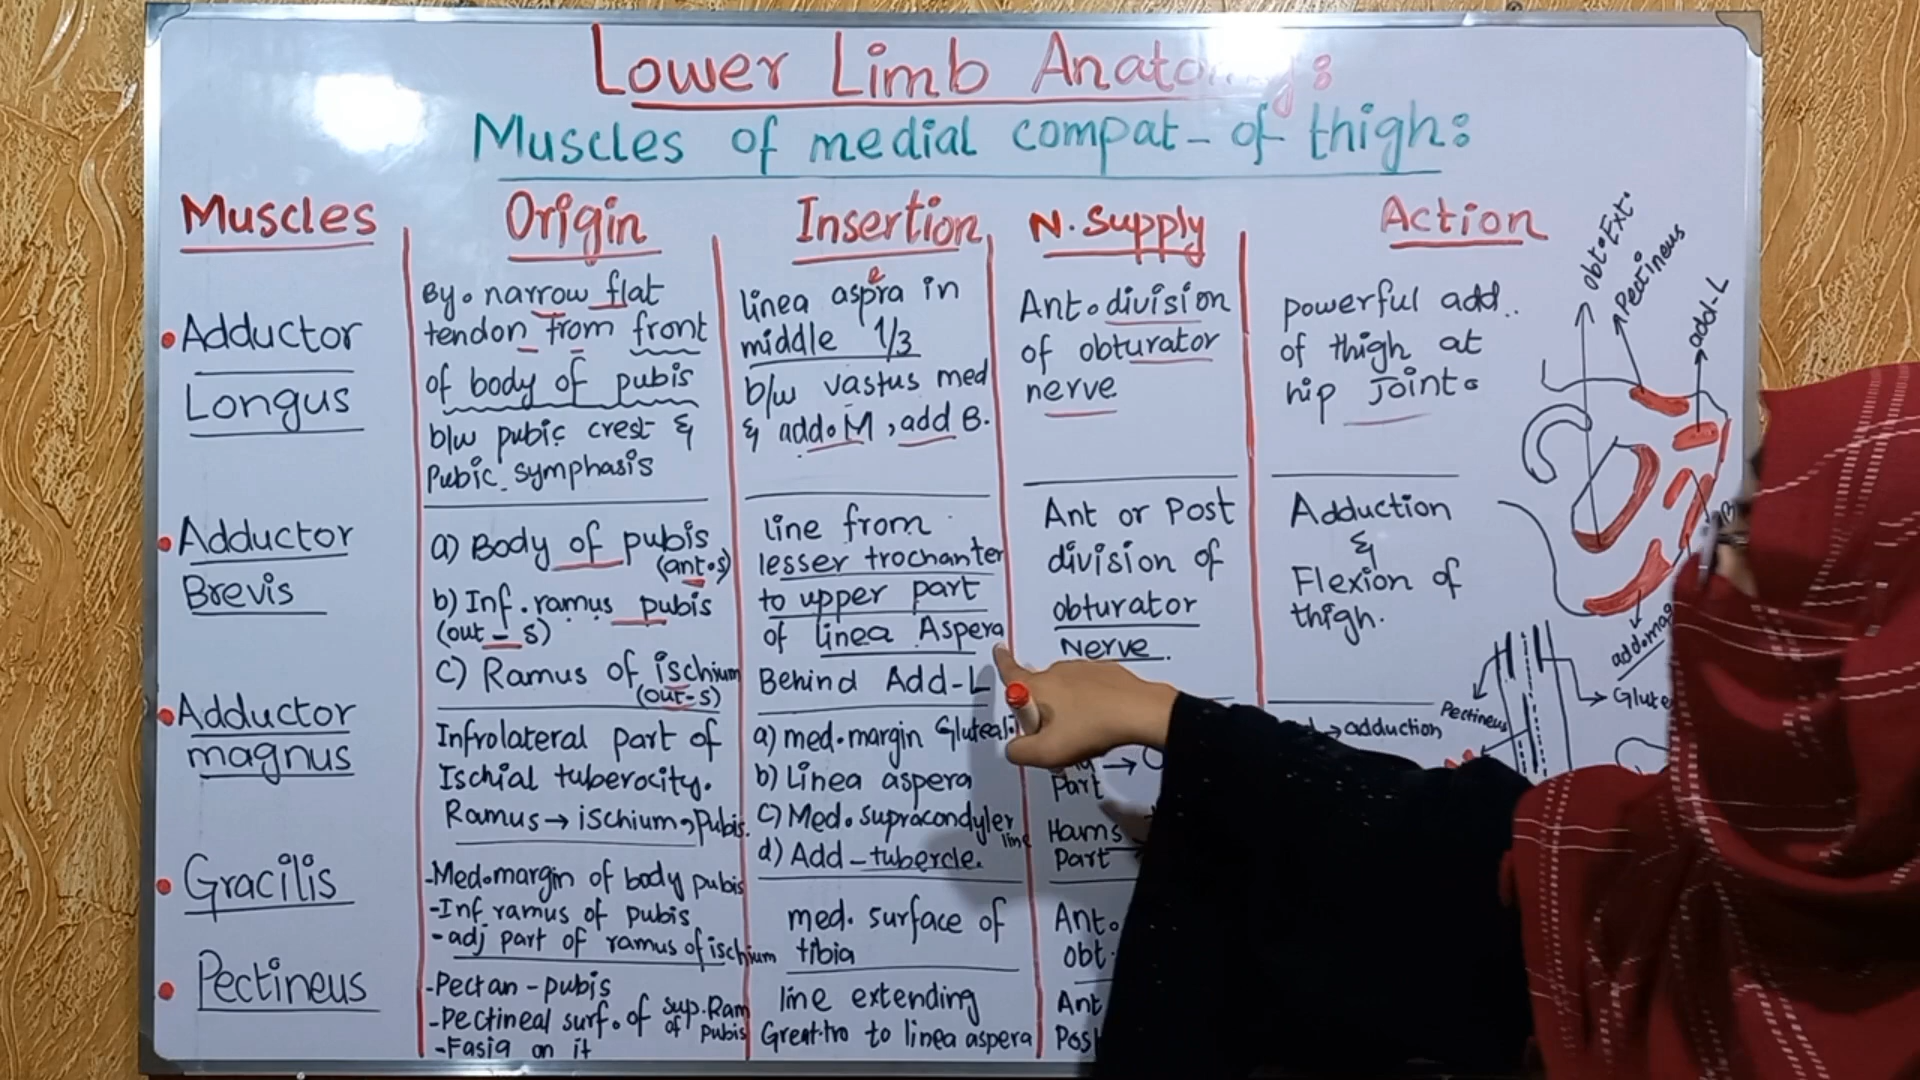 Lower Limb Anatomy:
Muscles of medial compat- of thigh:
Muscles
Origin
Insertion
N. Supply
Action
Adductor
Longus
By. narrow flat
tendon from front
of body of pubis
b/w pubic crest &
Pubic symphasis
linea aspra in
e
middle 1/3
b/w vastus med
& add.M, add B.
Ant. division
of obturator
nerve
powerful add..
of thigh at
hip Joint.
Adductor
Brevis
a) Body of pubis
(ant.s)
b) Inf. ramus pubis
(out-s)
c) Ramus of ischium
(out-s)
line from
lesser trochanter
to upper part
of linea Aspera
Behind Add-L
Ant or Post
division of
obturator
Nerve.
Adduction
&
Flexion of
thigh.
Adductor
magnus
Infrolateral part of
Ischial tuberocity.
Ramus → ischium, Pubis.
a) med. margin Gluteal
b) Linea aspera
c) Med. supracondyler
line
d) Add-tubercle.
Part
Hams
Part
→ adduction
Gracilis
-Med.margin of body pubis
-Inf ramus of pubis
-adj part of ramus of ischium
med. surface of
tibia
Ant.
obt.
Pectineus
-Pectan-pubis
-Pectineal surf. of sup. Ram
of pubis
-Fasia on it
line extending
Great.tro to linea aspera
Ant
Pos
obt.Ext.
Pectineus
add-L
add.mag
Glute
Pectineus